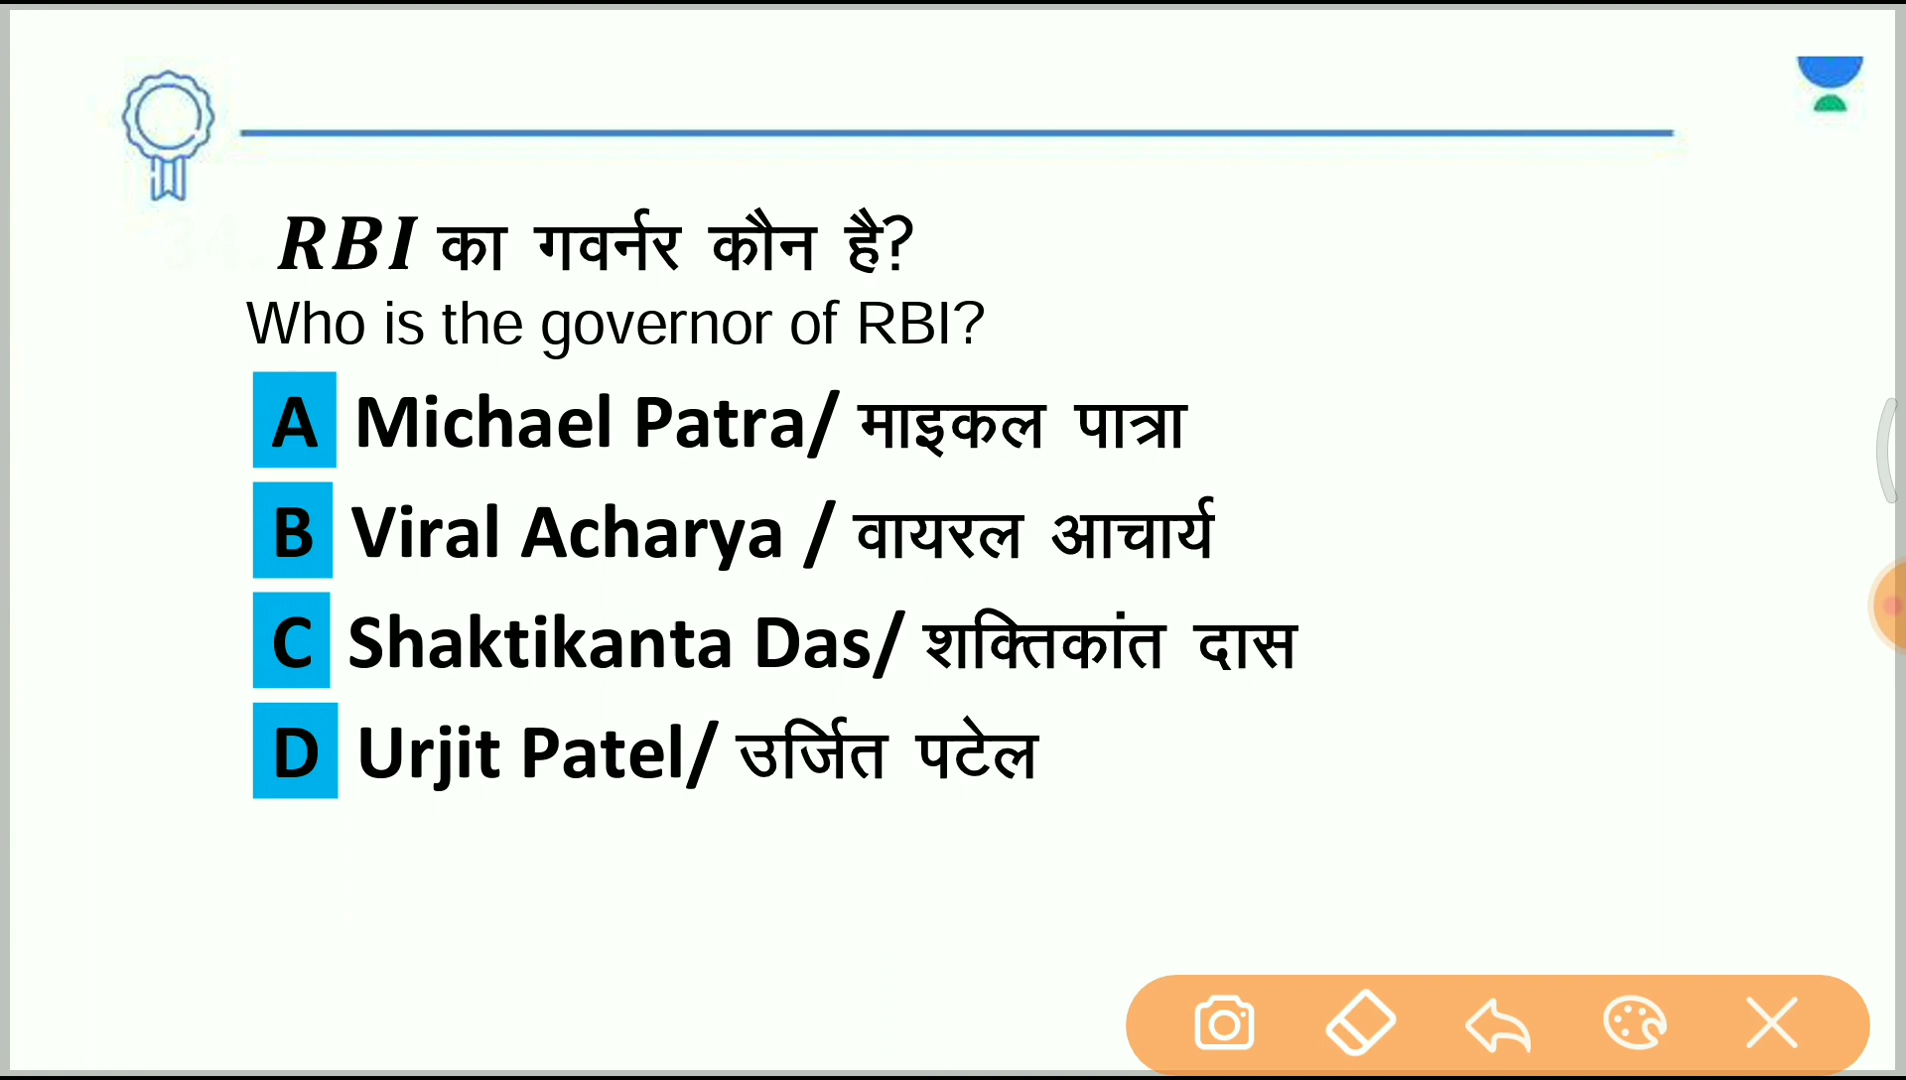 RBI का गवर्नर कौन है?
Who is the governor of RBI?
A Michael Patra/ माइकल पात्रा
B Viral Acharya / वायरल आचार्य
C Shaktikanta Das/ शक्तिकांत दास
D Urjit Patel/ उर्जित पटेल